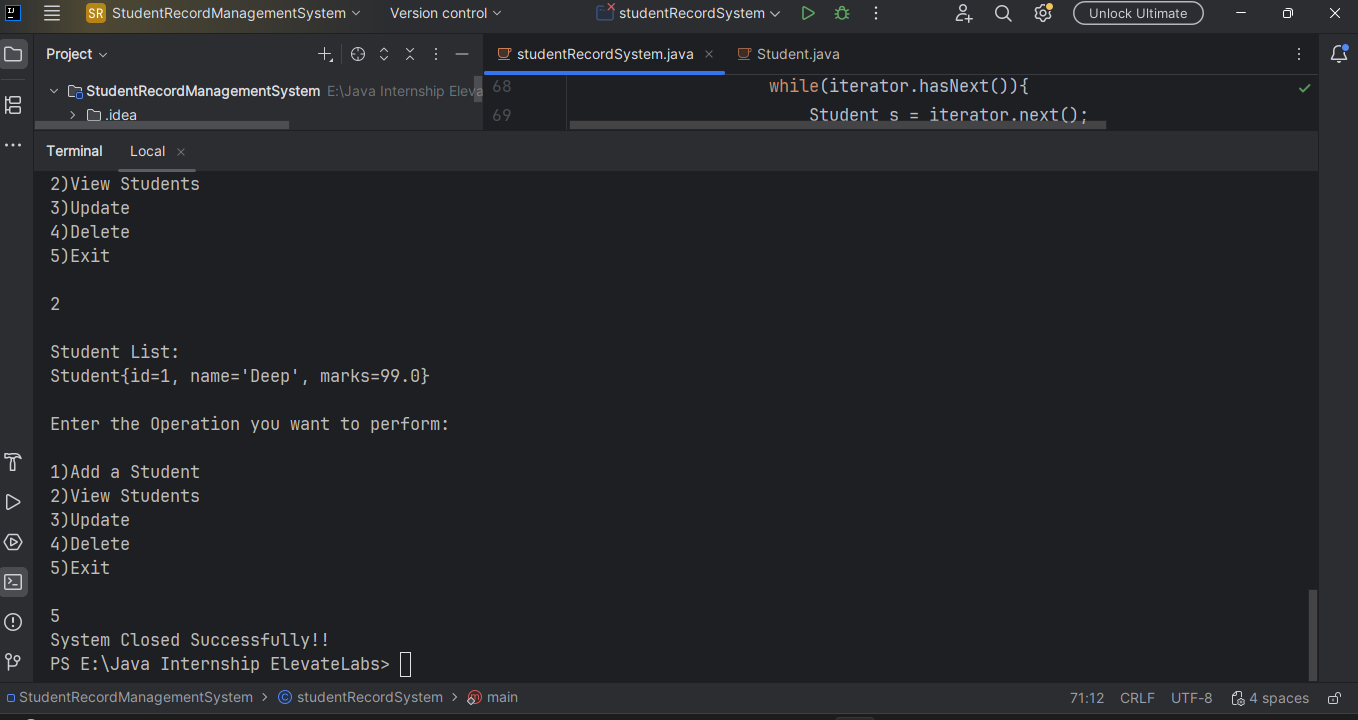 SR StudentRecordManagementSystem Version control studentRecordSystem Unlock Ultimate
Project studentRecordSystem.java Student.java
StudentRecordManagementSystem E:\Java Internship Eleva
.idea
68 while(iterator.hasNext()){
69 Student s = iterator.next();
Terminal Local
2)View Students
3)Update
4)Delete
5)Exit
2
Student List:
Student{id=1, name='Deep', marks=99.0}
Enter the Operation you want to perform:
1)Add a Student
2)View Students
3)Update
4)Delete
5)Exit
5
System Closed Successfully!!
PS E:\Java Internship ElevateLabs>
StudentRecordManagementSystem > studentRecordSystem > main 71:12 CRLF UTF-8 4 spaces